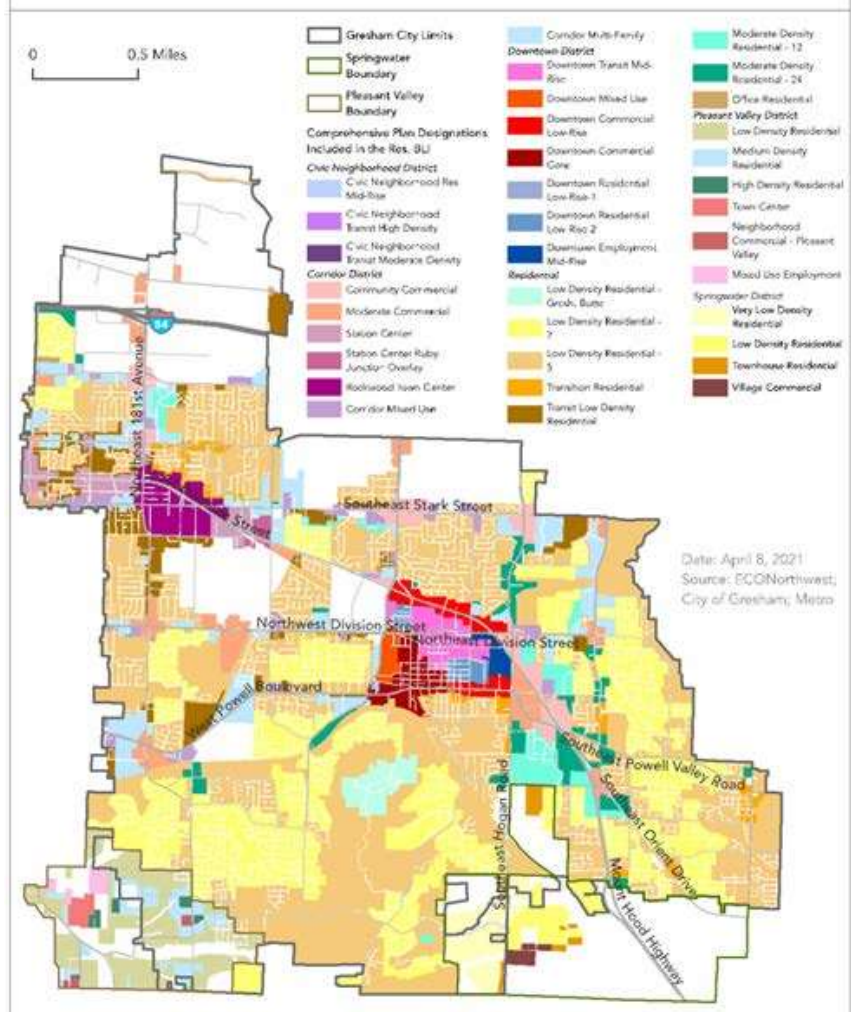 0 0.5 Miles
Gresham City Limits
Springwater
Boundary
Pleasant Valley
Boundary
Comprehensive Plan Designations
Included in the Res. BLI
Civic Neighborhood District
Civic Neighborhood Res
Mid-Rise
Civic Neighborhood
Transit High Density
Civic Neighborhood
Transit Moderate Density
Corridor District
Community Commercial
Moderate Commercial
Station Center
Station Center Ruby
Junction Overlay
Rockwood Town Center
Corridor Mixed Use
Corridor Multi-Family
Downtown District
Downtown Transit Mid-
Rise
Downtown Mixed Use
Downtown Commercial
Low-Rise
Downtown Commercial
Core
Downtown Residential
Low-Rise-1
Downtown Residential
Low Rise 2
Downtown Employment
Mid-Rise
Residential
Low Density Residential -
Gresh. Butte
Low Density Residential -
7
Low Density Residential -
5
Transition Residential
Transit Low Density
Residential
Moderate Density
Residential - 12
Moderate Density
Residential - 24
Office Residential
Pleasant Valley District
Low Density Residential
Medium Density
Residential
High Density Residential
Town Center
Neighborhood
Commercial - Pleasant
Valley
Mixed Use Employment
Springwater District
Very Low Density
Residential
Low Density Residential
Townhouse Residential
Village Commercial
84
Northeast 181st Avenue
Street
Southeast Stark Street
Date: April 8, 2021
Source: ECONorthwest;
City of Gresham; Metro
Northwest Division Street
Northeast Division Street
West Powell Boulevard
Southeast Powell Valley Road
Southeast Hogan Road
Southeast Orient Drive
Mount Hood Highway